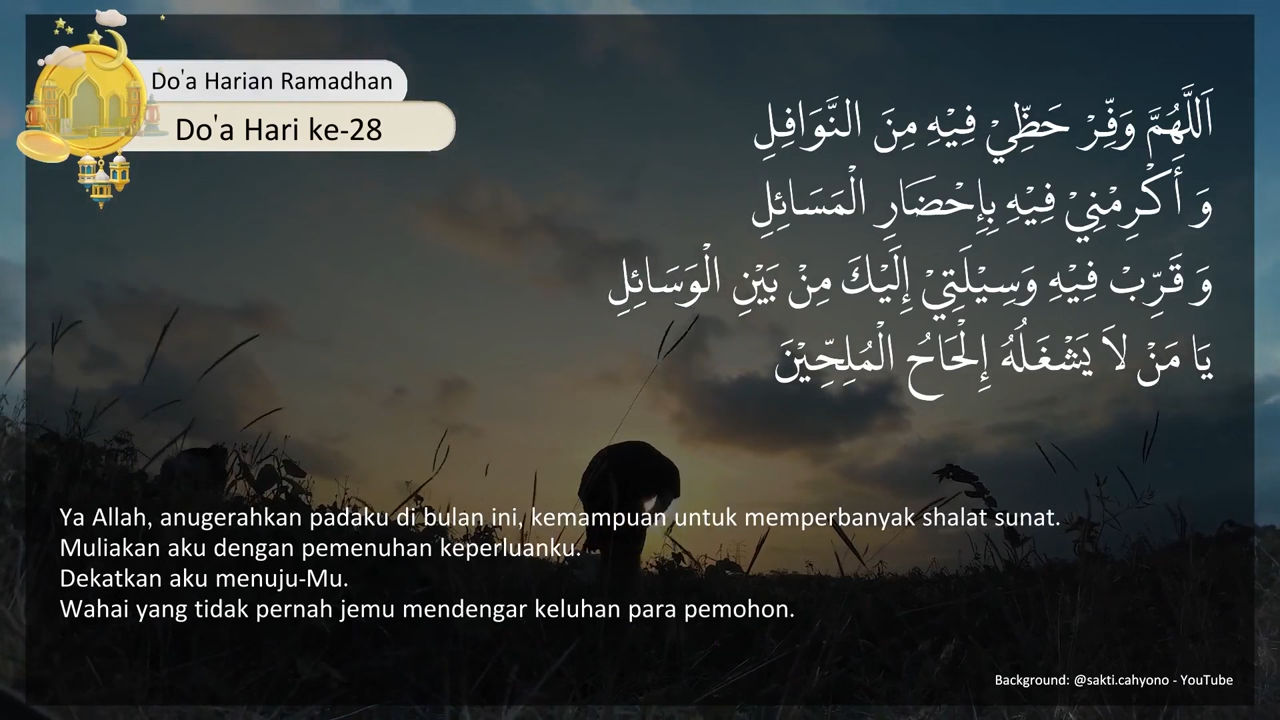 Do'a Harian Ramadhan
Do'a Hari ke-28
اَللَّهُمَّ وَفِّرْ حَظِّيْ فِيْهِ مِنَ النَّوَافِلِ
وَ أَكْرِمْنِيْ فِيْهِ بِإِحْضَارِ الْمَسَائِلِ
وَ قَرِّبْ فِيْهِ وَسِيْلَتِيْ إِلَيْكَ مِنْ بَيْنِ الْوَسَائِلِ
يَا مَنْ لاَ يَشْغَلُهُ إِلْحَاحُ الْمُلِحِّيْنَ
Ya Allah, anugerahkan padaku di bulan ini, kemampuan untuk memperbanyak shalat sunat.
Muliakan aku dengan pemenuhan keperluanku.
Dekatkan aku menuju-Mu.
Wahai yang tidak pernah jemu mendengar keluhan para pemohon.
Background: @sakti.cahyono - YouTube